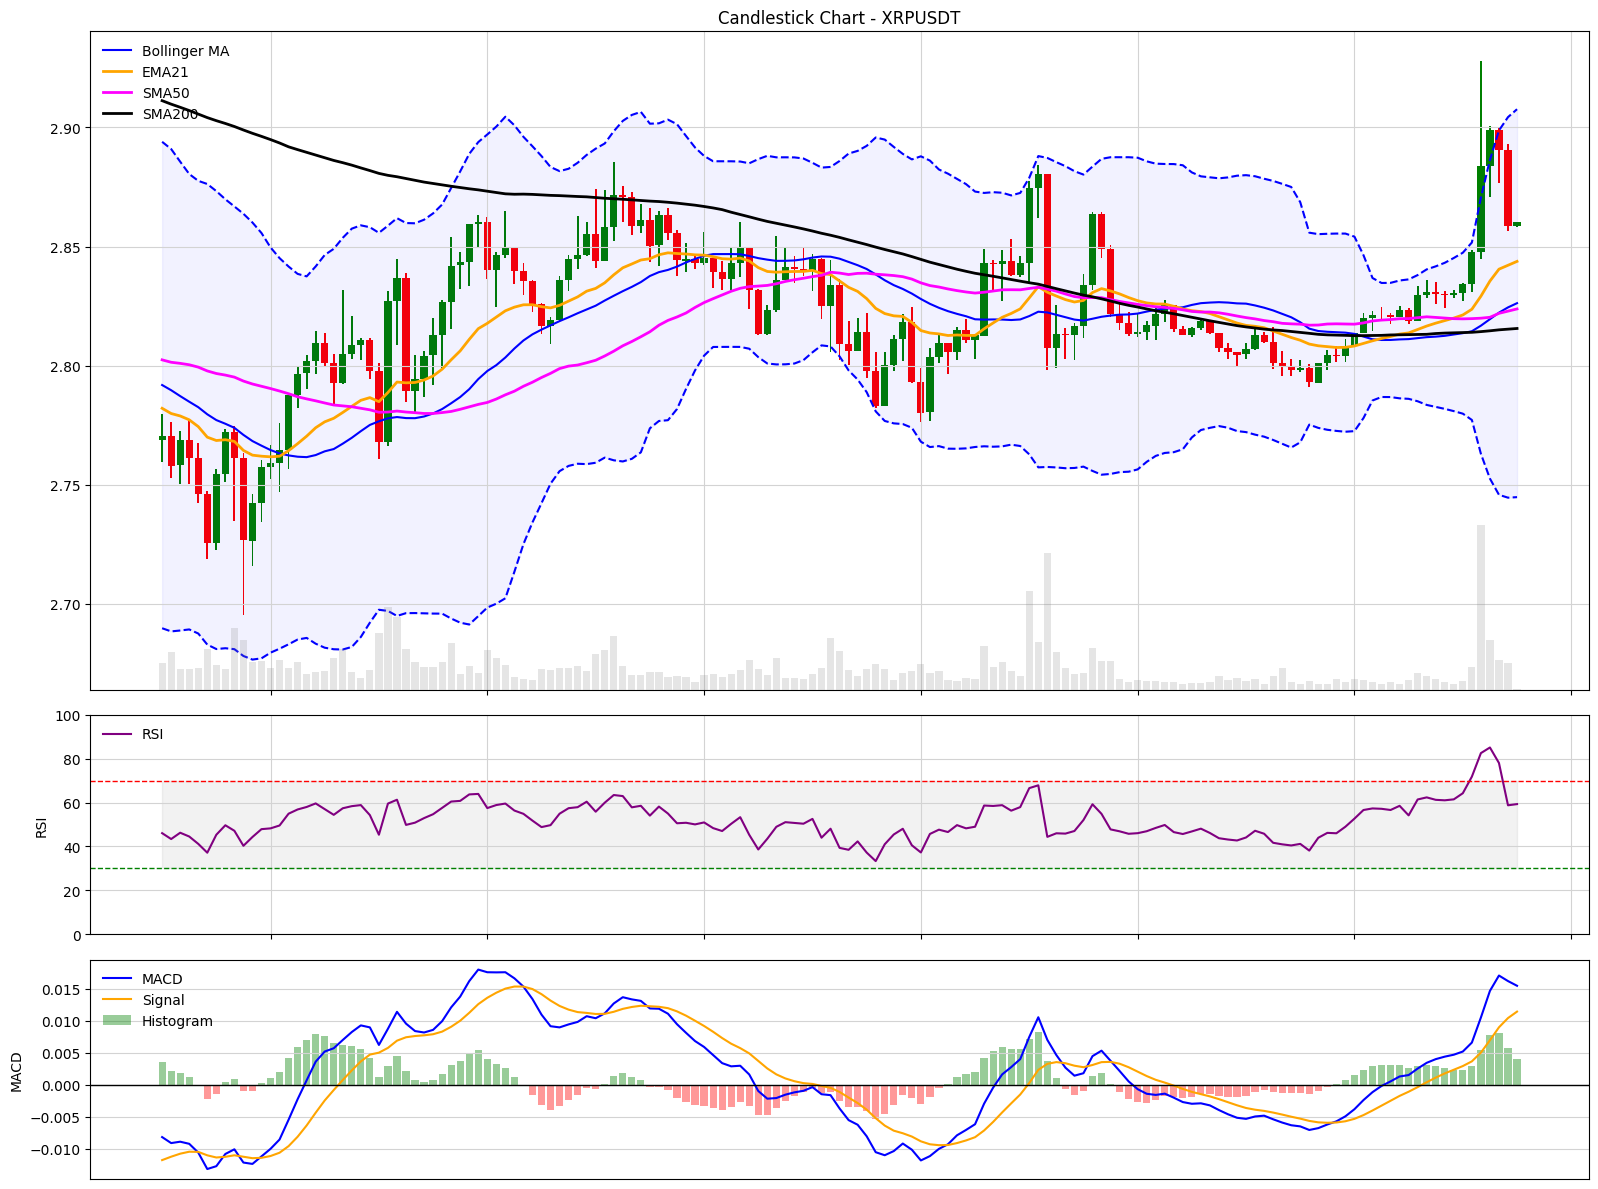 Candlestick Chart - XRPUSDT
Bollinger MA
EMA21
SMA50
SMA200
2.90
2.85
2.80
2.75
2.70
RSI
100
80
60
40
20
0
RSI
MACD
Signal
Histogram
0.015
0.010
0.005
0.000
−0.005
−0.010
MACD